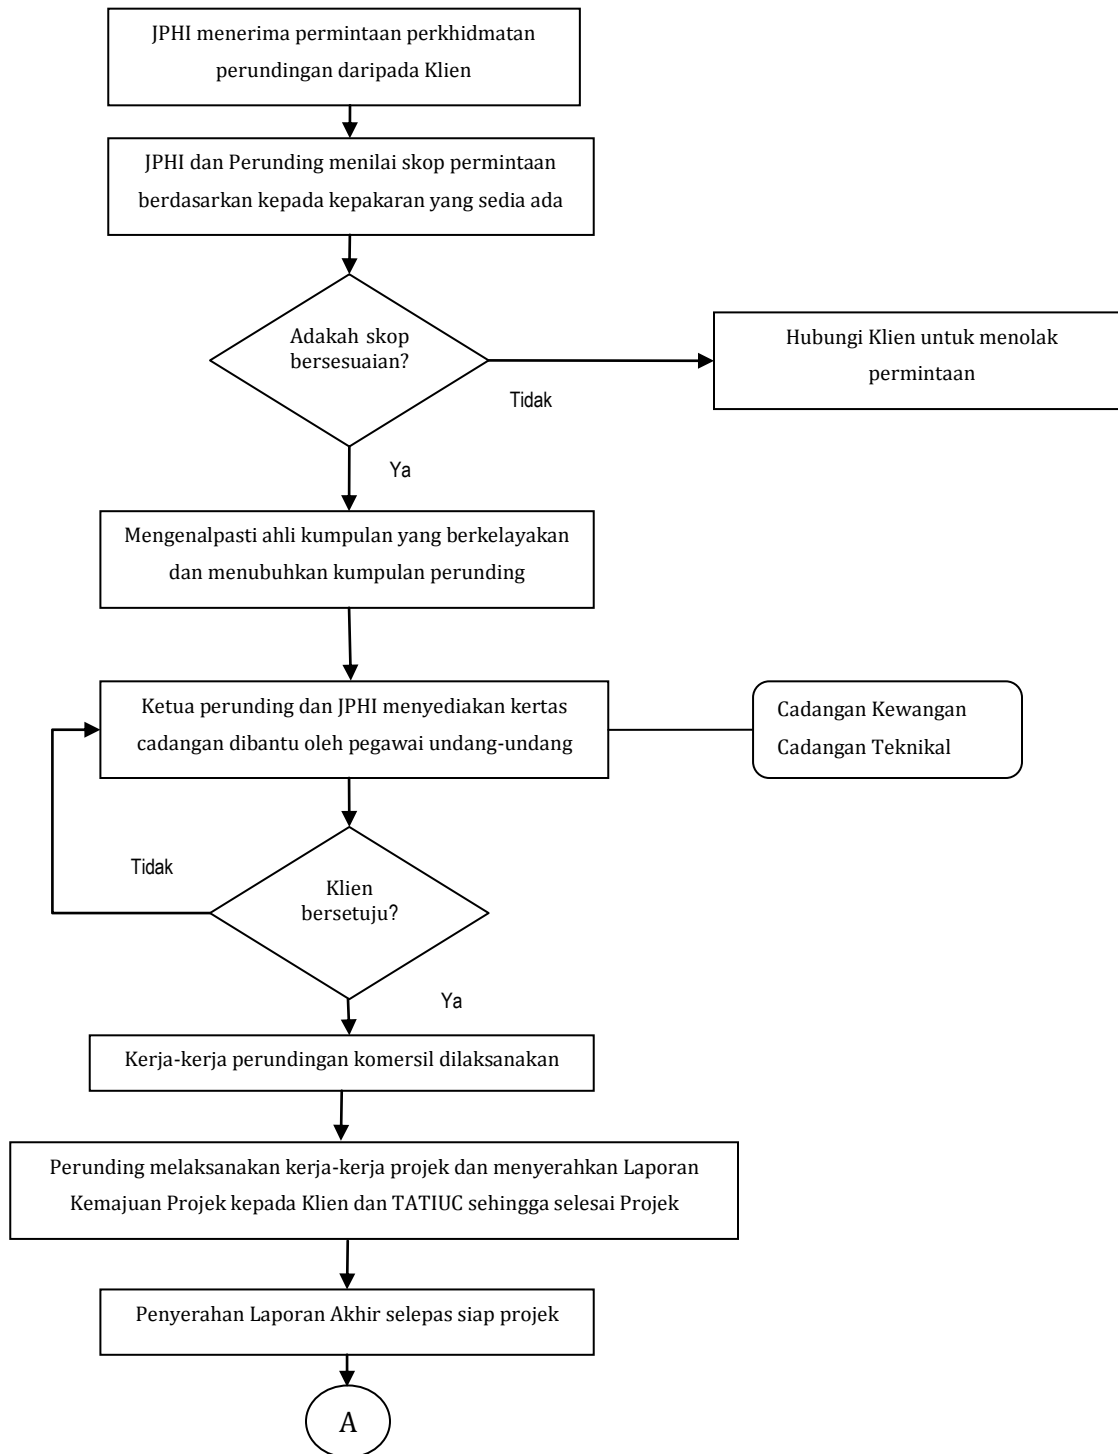 JPHI menerima permintaan perkhidmatan
perundingan daripada Klien
JPHI dan Perunding menilai skop permintaan
berdasarkan kepada kepakaran yang sedia ada
Adakah skop
bersesuaian?
Hubungi Klien untuk menolak
permintaan
Tidak
Ya
Mengenalpasti ahli kumpulan yang berkelayakan
dan menubuhkan kumpulan perunding
Ketua perunding dan JPHI menyediakan kertas
cadangan dibantu oleh pegawai undang-undang
Cadangan Kewangan
Cadangan Teknikal
Tidak
Klien
bersetuju?
Ya
Kerja-kerja perundingan komersil dilaksanakan
Perunding melaksanakan kerja-kerja projek dan menyerahkan Laporan
Kemajuan Projek kepada Klien dan TATIUC sehingga selesai Projek
Penyerahan Laporan Akhir selepas siap projek
A